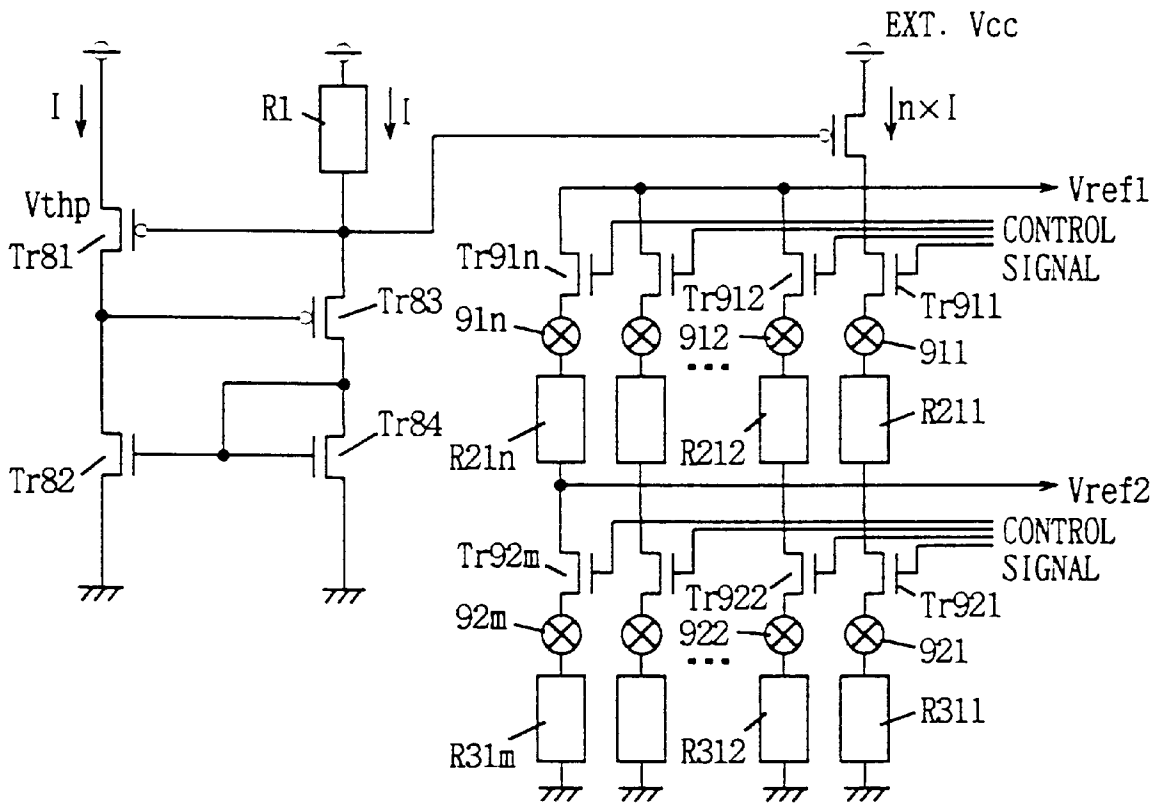 EXT. Vcc
I
R1
I
n×I
Vthp
Vref1
Tr81
CONTROL
SIGNAL
Tr91n
Tr912
Tr911
Tr83
91n
912
911
...
R21n
R212
R211
Tr84
Tr82
Vref2
CONTROL
SIGNAL
Tr92m
Tr922
Tr921
92m
922
921
...
R31m
R312
R311